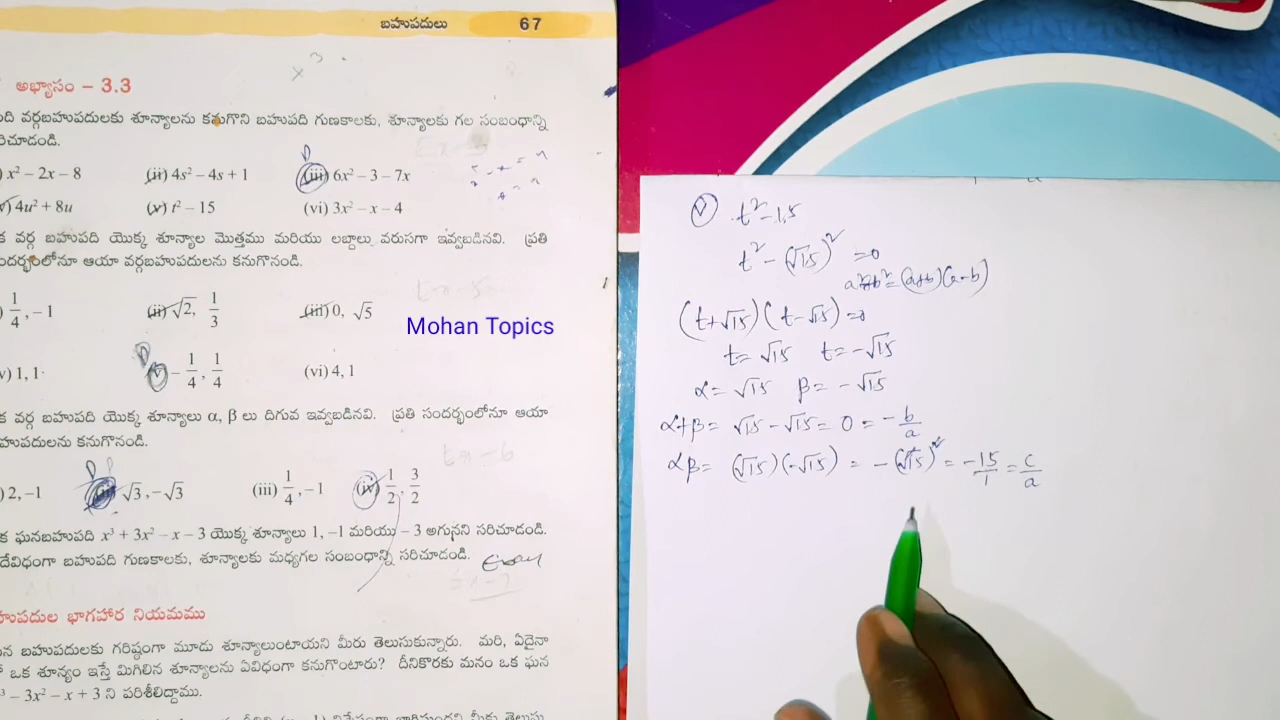 బహుపదులు 67
x³
అభ్యాసం – 3.3
వర్గబహుపదులకు శూన్యాలను కనుగొని బహుపది గుణకాలకు, శూన్యాలకు గల సంబంధాన్ని
x² – 2x – 8 (ii) 4s² – 4s + 1 (iii) 6x² – 3 – 7x
4u² + 8u (v) t² – 15 (vi) 3x² – x – 4
వర్గ బహుపది యొక్క శూన్యాల మొత్తము మరియు లబ్దాలు వరుసగా ఇవ్వబడినవి. ప్రతి
ఆయా వర్గబహుపదులను కనుగొనండి.
1/4, – 1 (ii) √2, 1/3 (iii) 0, √5
Mohan Topics
1, 1 (v) – 1/4, 1/4 (vi) 4, 1
వర్గ బహుపది యొక్క శూన్యాలు α, β లు దిగువ ఇవ్వబడినవి. ప్రతి సందర్భంలోనూ ఆయా
కనుగొనండి.
2, –1 (ii) √3, –√3 (iii) 1/4, –1 (iv) 1/2, 3/2
ఘనబహుపది x³ + 3x² – x – 3 యొక్క శూన్యాలు 1, –1 మరియు – 3 అగునని సరిచూడండి.
బహుపది గుణకాలకు, శూన్యాలకు మధ్యగల సంబంధాన్ని సరిచూడండి.
భాగహార నియమము
బహుపదులకు గరిష్ఠంగా మూడు శూన్యాలుంటాయని మీరు తెలుసుకున్నారు. మరి, ఏదైనా
ఒక శూన్యం ఇస్తే మిగిలిన శూన్యాలను ఏవిధంగా కనుగొంటారు? దీనికొరకు మనం ఒక ఘన
– 3x² – x + 3 ని పరిశీలిద్దాము.
(v) t² – 15
t² – (√15)² = 0
a² – b² = (a+b)(a–b)
(t+√15)(t–√15) = 0
t = √15 t = –√15
α = √15 β = –√15
α+β = √15 – √15 = 0 = –b/a
αβ = (√15)(–√15) = –(√15)² = –15/1 = c/a